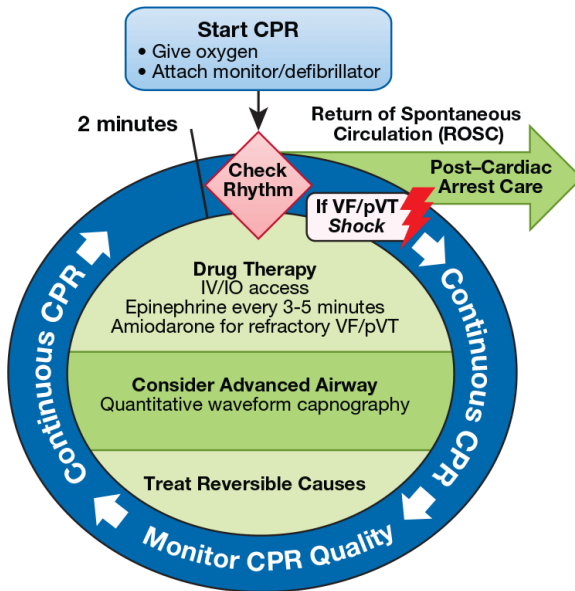 Start CPR
• Give oxygen
• Attach monitor/defibrillator
2 minutes
Return of Spontaneous
Circulation (ROSC)
Check
Rhythm
Post–Cardiac
Arrest Care
If VF/pVT
Shock
Drug Therapy
IV/IO access
Epinephrine every 3-5 minutes
Amiodarone for refractory VF/pVT
Consider Advanced Airway
Quantitative waveform capnography
Treat Reversible Causes
Continuous CPR
Continuous CPR
Monitor CPR Quality